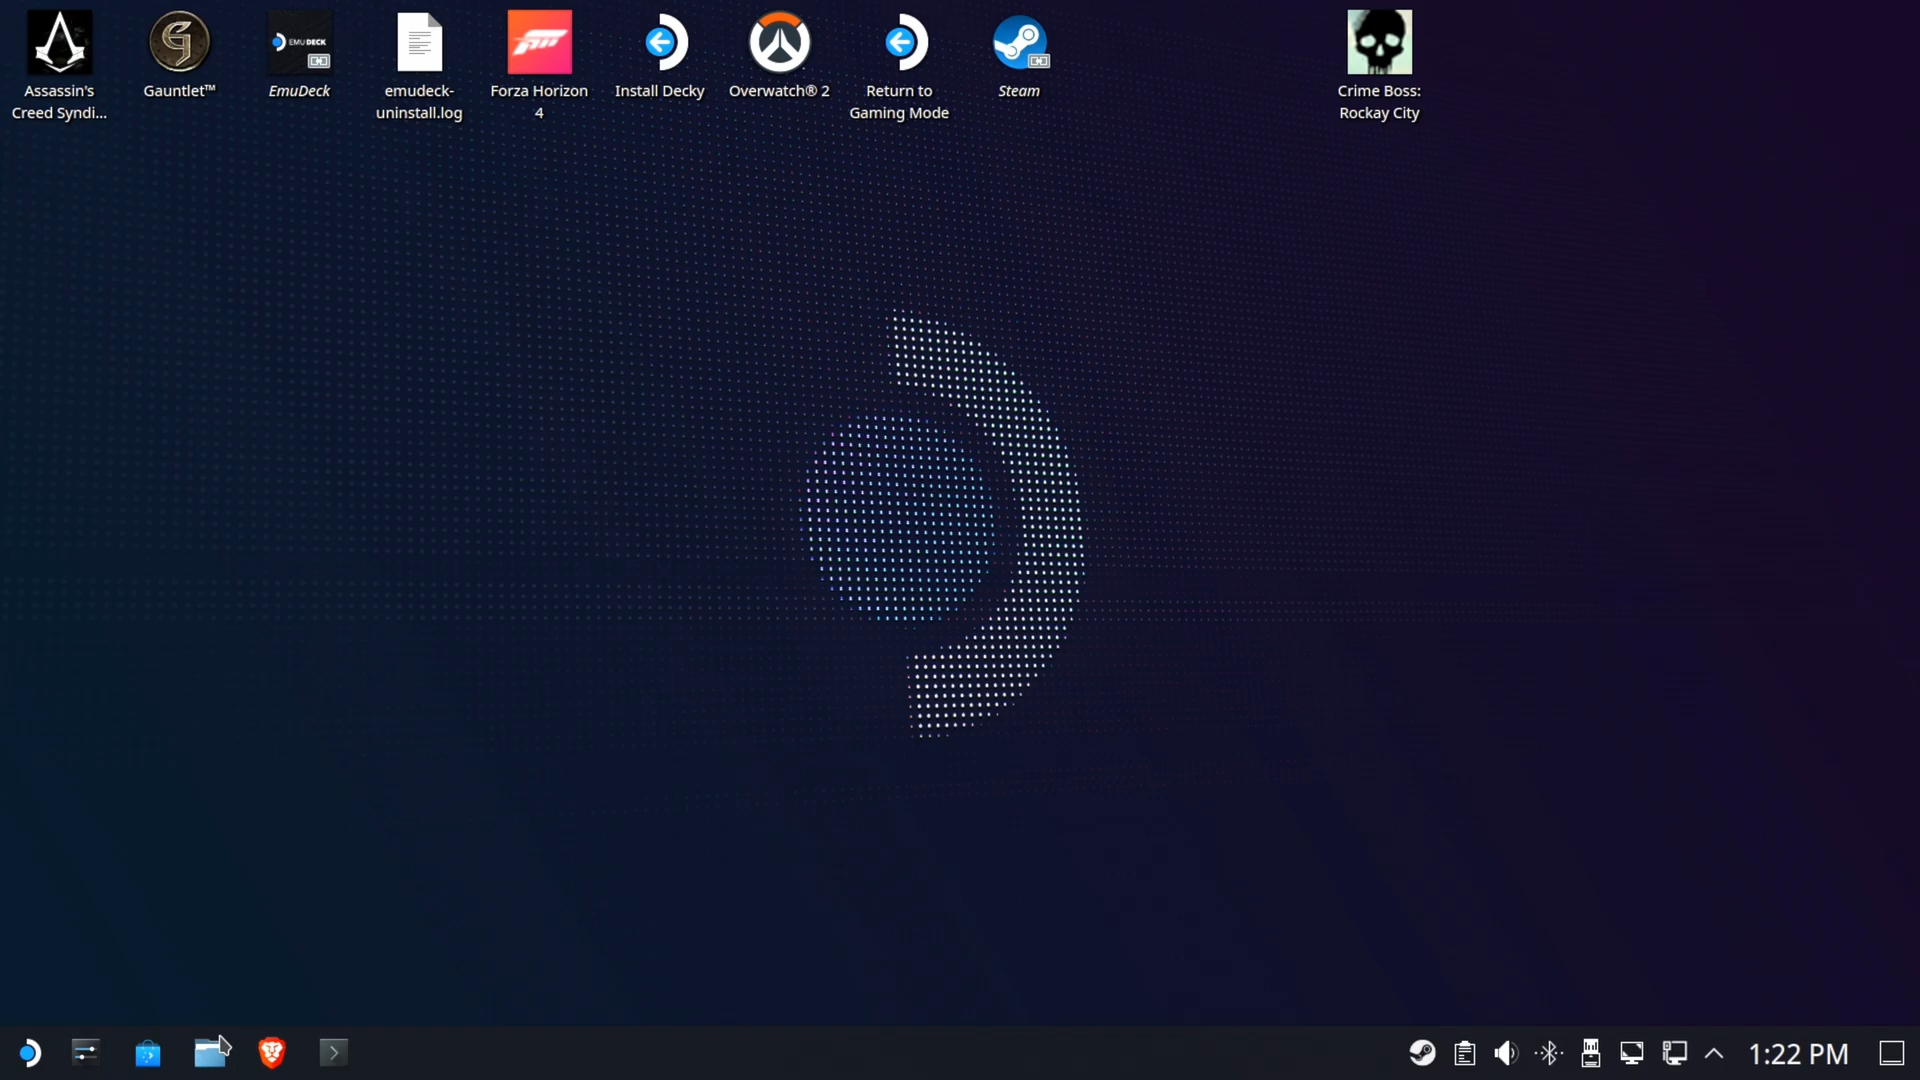 Assassin's
Creed Syndi...
Gauntlet™
EMUDECK
EmuDeck
emudeck-
uninstall.log
Forza Horizon
4
Install Decky
Overwatch® 2
Return to
Gaming Mode
Steam
Crime Boss:
Rockay City
1:22 PM